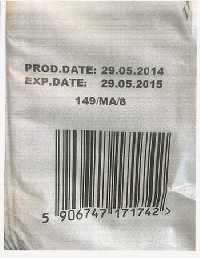 PROD.DATE: 29.05.2014
EXP.DATE: 29.05.2015
149/MA/8
5 906747 171742 >